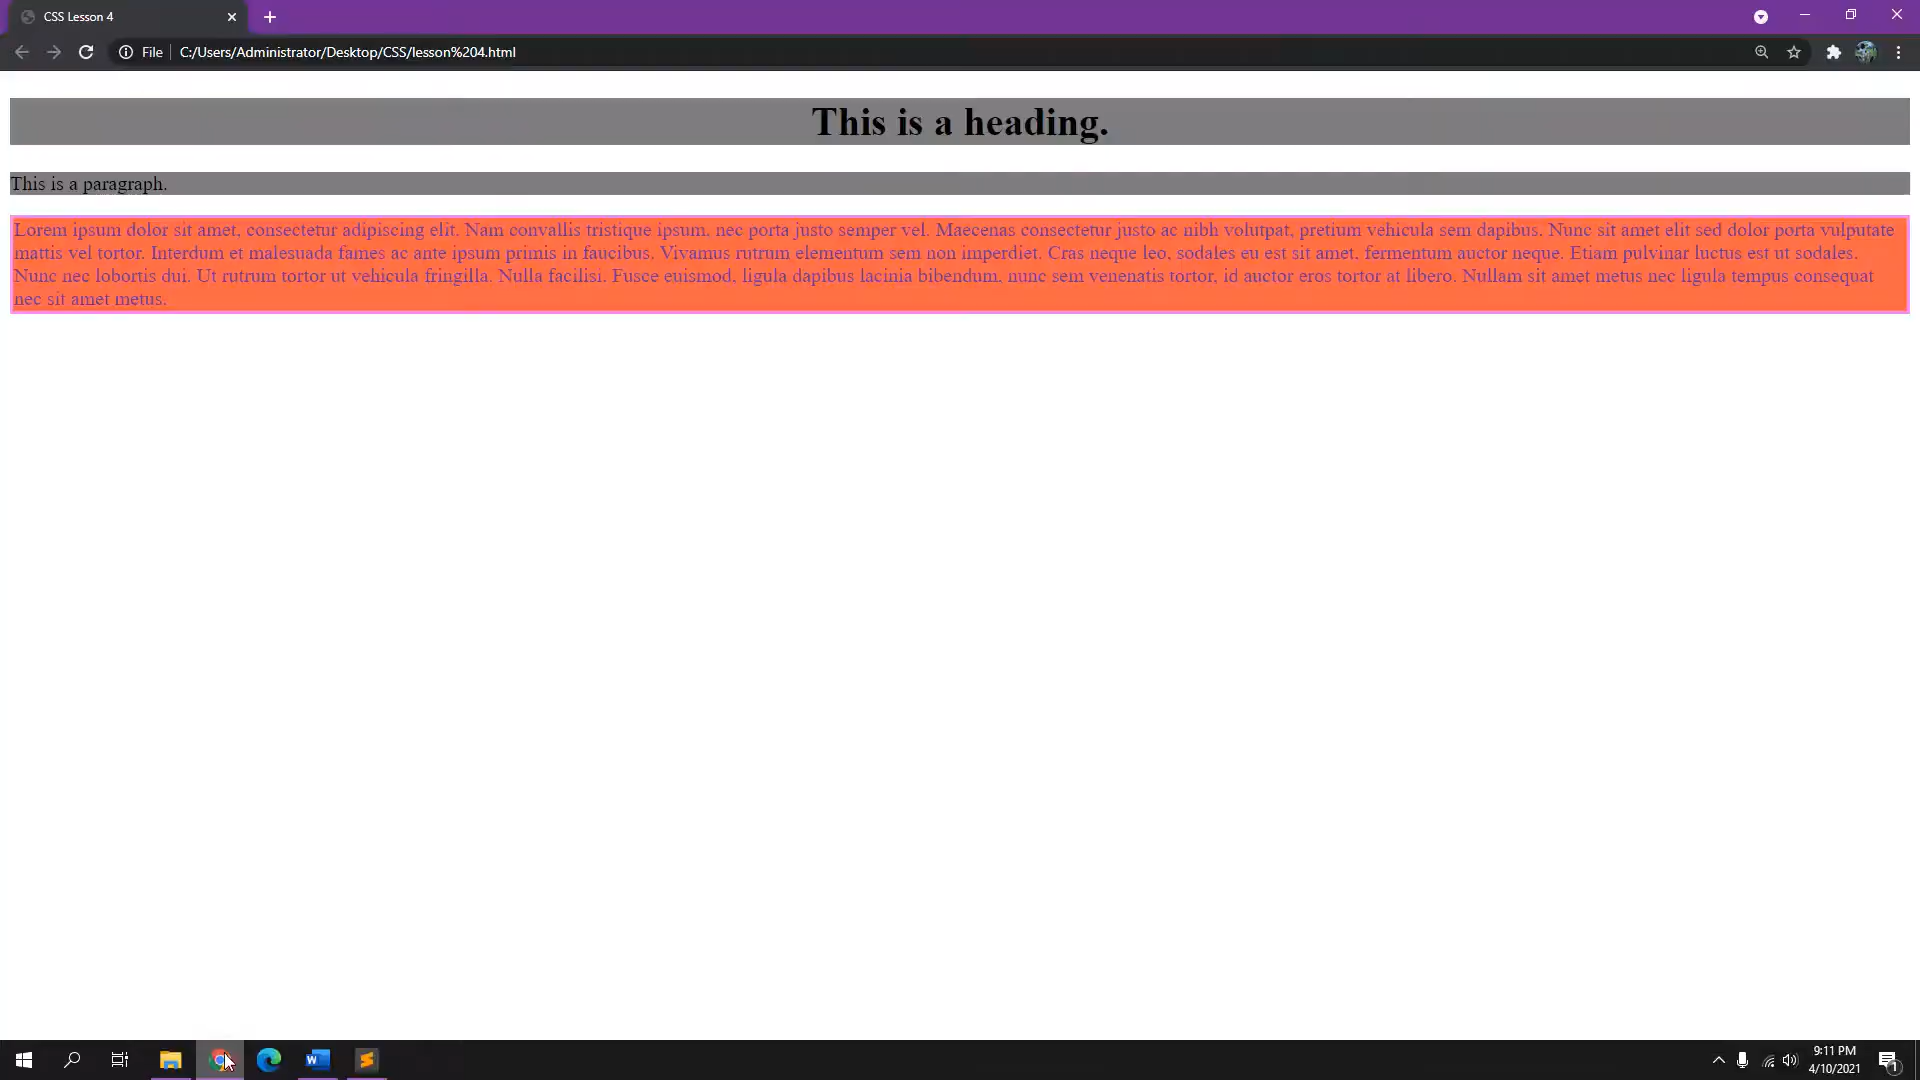 CSS Lesson 4
File C:/Users/Administrator/Desktop/CSS/lesson%204.html
This is a heading.
This is a paragraph.
Lorem ipsum dolor sit amet, consectetur adipiscing elit. Nam convallis tristique ipsum, nec porta justo semper vel. Maecenas consectetur justo ac nibh volutpat, pretium vehicula sem dapibus. Nunc sit amet elit sed dolor porta vulputate
mattis vel tortor. Interdum et malesuada fames ac ante ipsum primis in faucibus. Vivamus rutrum elementum sem non imperdiet. Cras neque leo, sodales eu est sit amet, fermentum auctor neque. Etiam pulvinar luctus est ut sodales.
Nunc nec lobortis dui. Ut rutrum tortor ut vehicula fringilla. Nulla facilisi. Fusce euismod, ligula dapibus lacinia bibendum, nunc sem venenatis tortor, id auctor eros tortor at libero. Nullam sit amet metus nec ligula tempus consequat
nec sit amet metus.
9:11 PM
4/10/2021